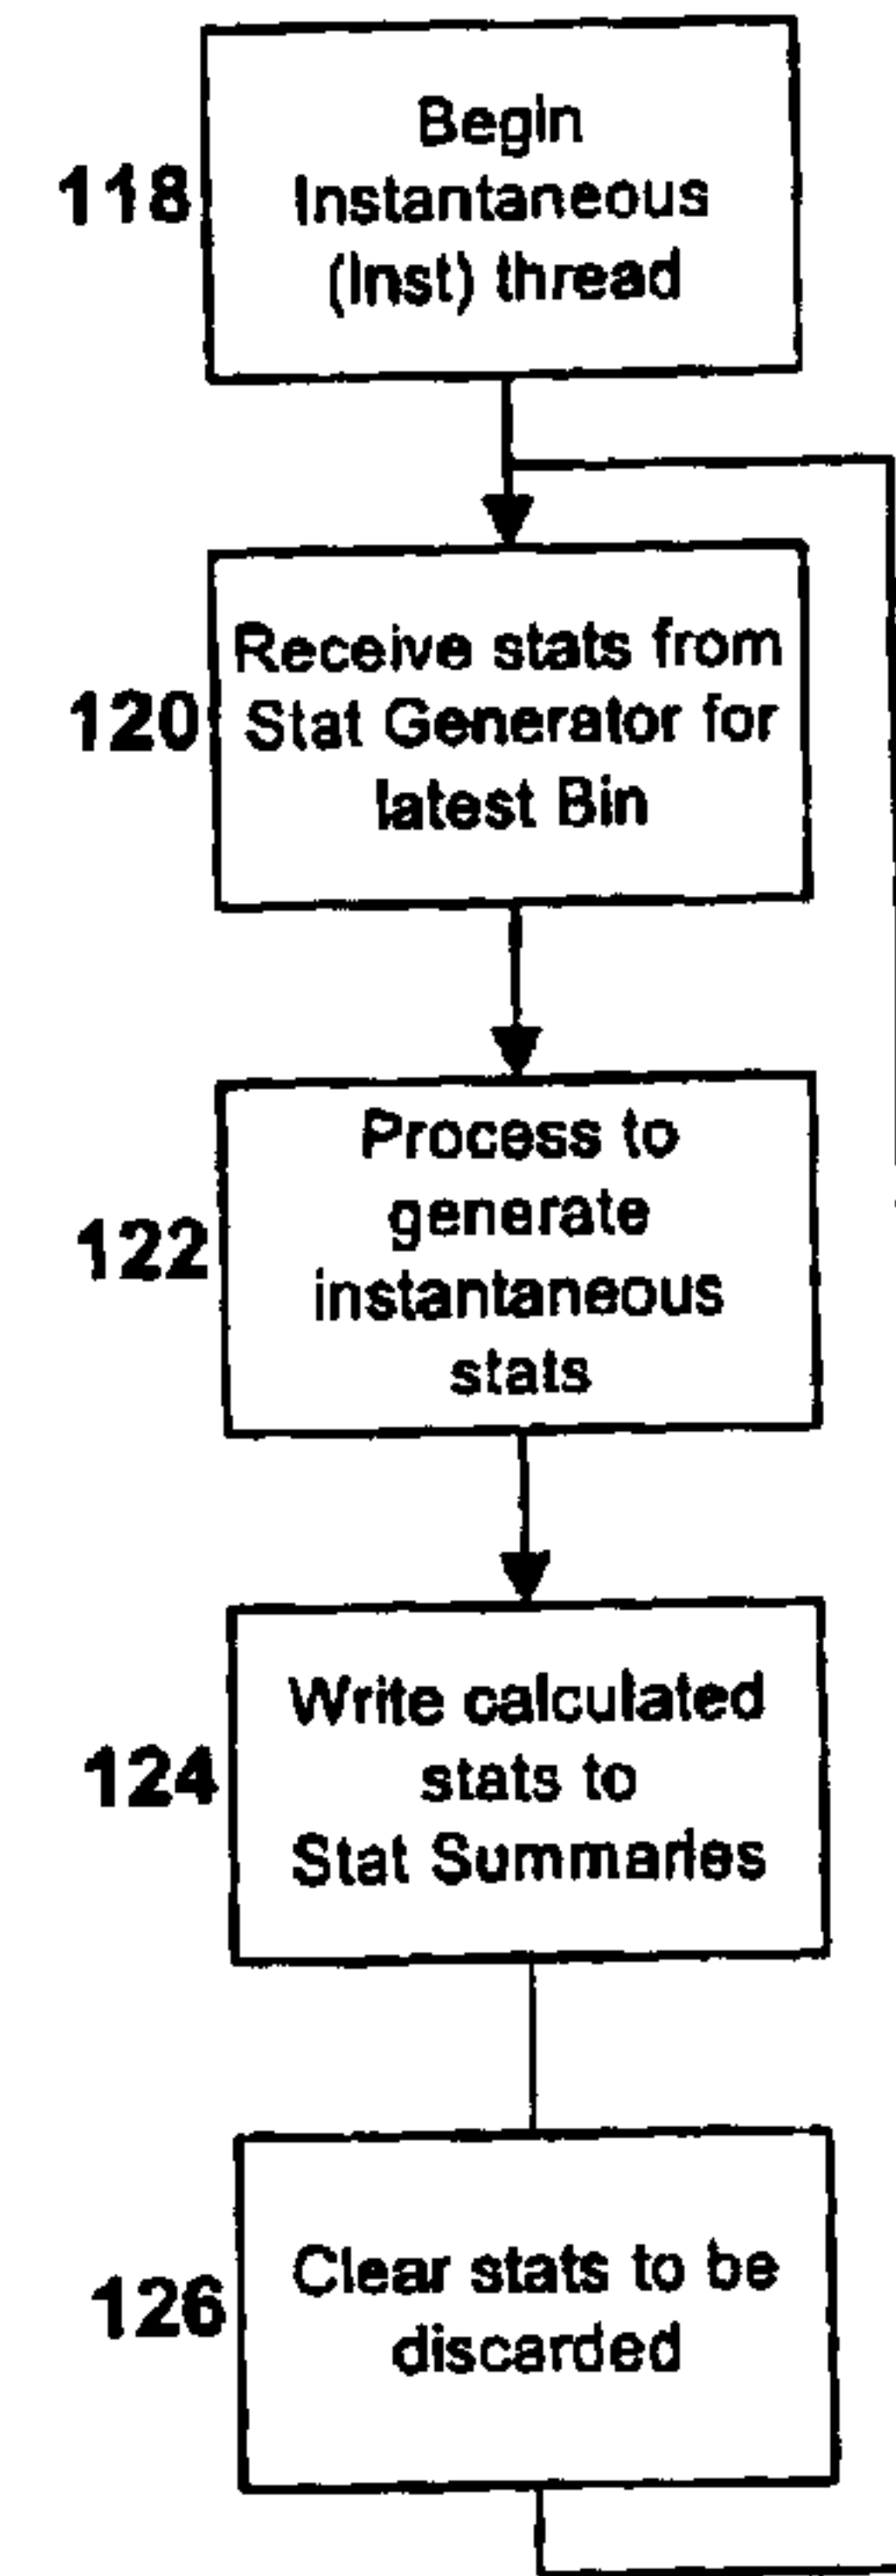 Begin
118
Instantaneous
(Inst) thread
Receive stats from
120
Stat Generator for
latest Bin
Process to
generate
122
instantaneous
stats
Write calculated
124
stats to
Stat Summaries
Clear stats to be
126
discarded